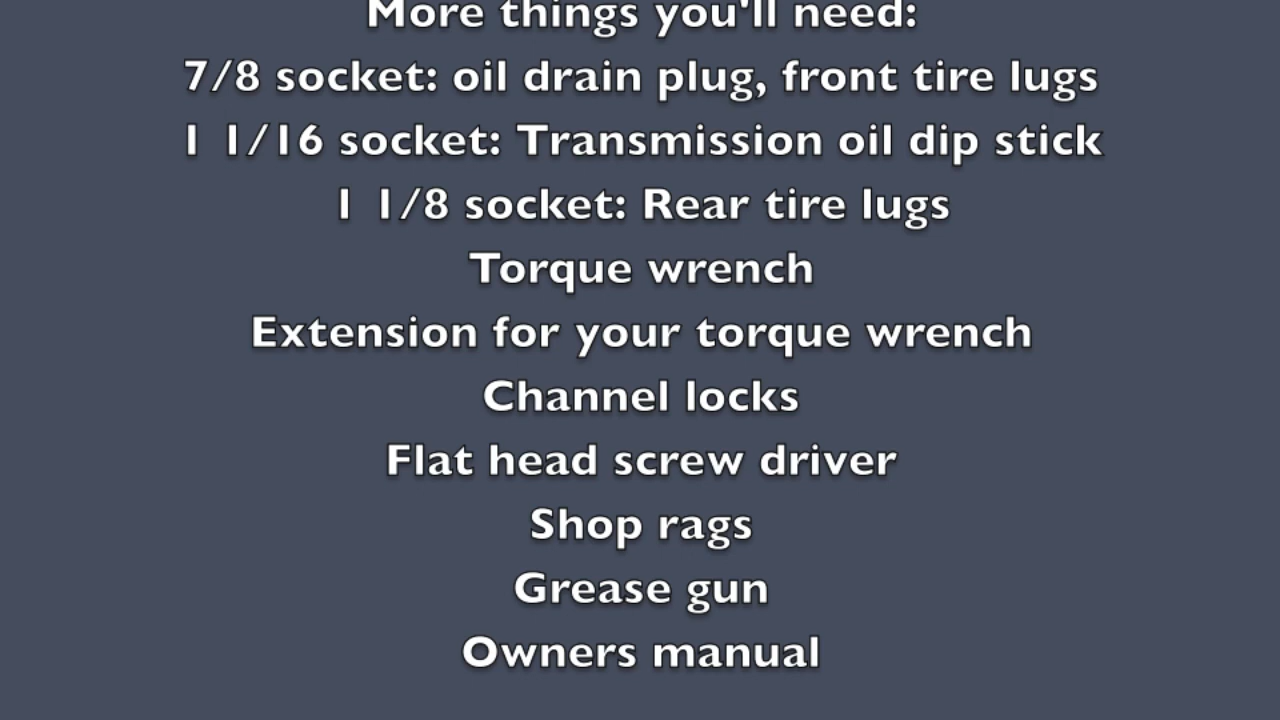 More things you'll need:
7/8 socket: oil drain plug, front tire lugs
1 1/16 socket: Transmission oil dip stick
1 1/8 socket: Rear tire lugs
Torque wrench
Extension for your torque wrench
Channel locks
Flat head screw driver
Shop rags
Grease gun
Owners manual